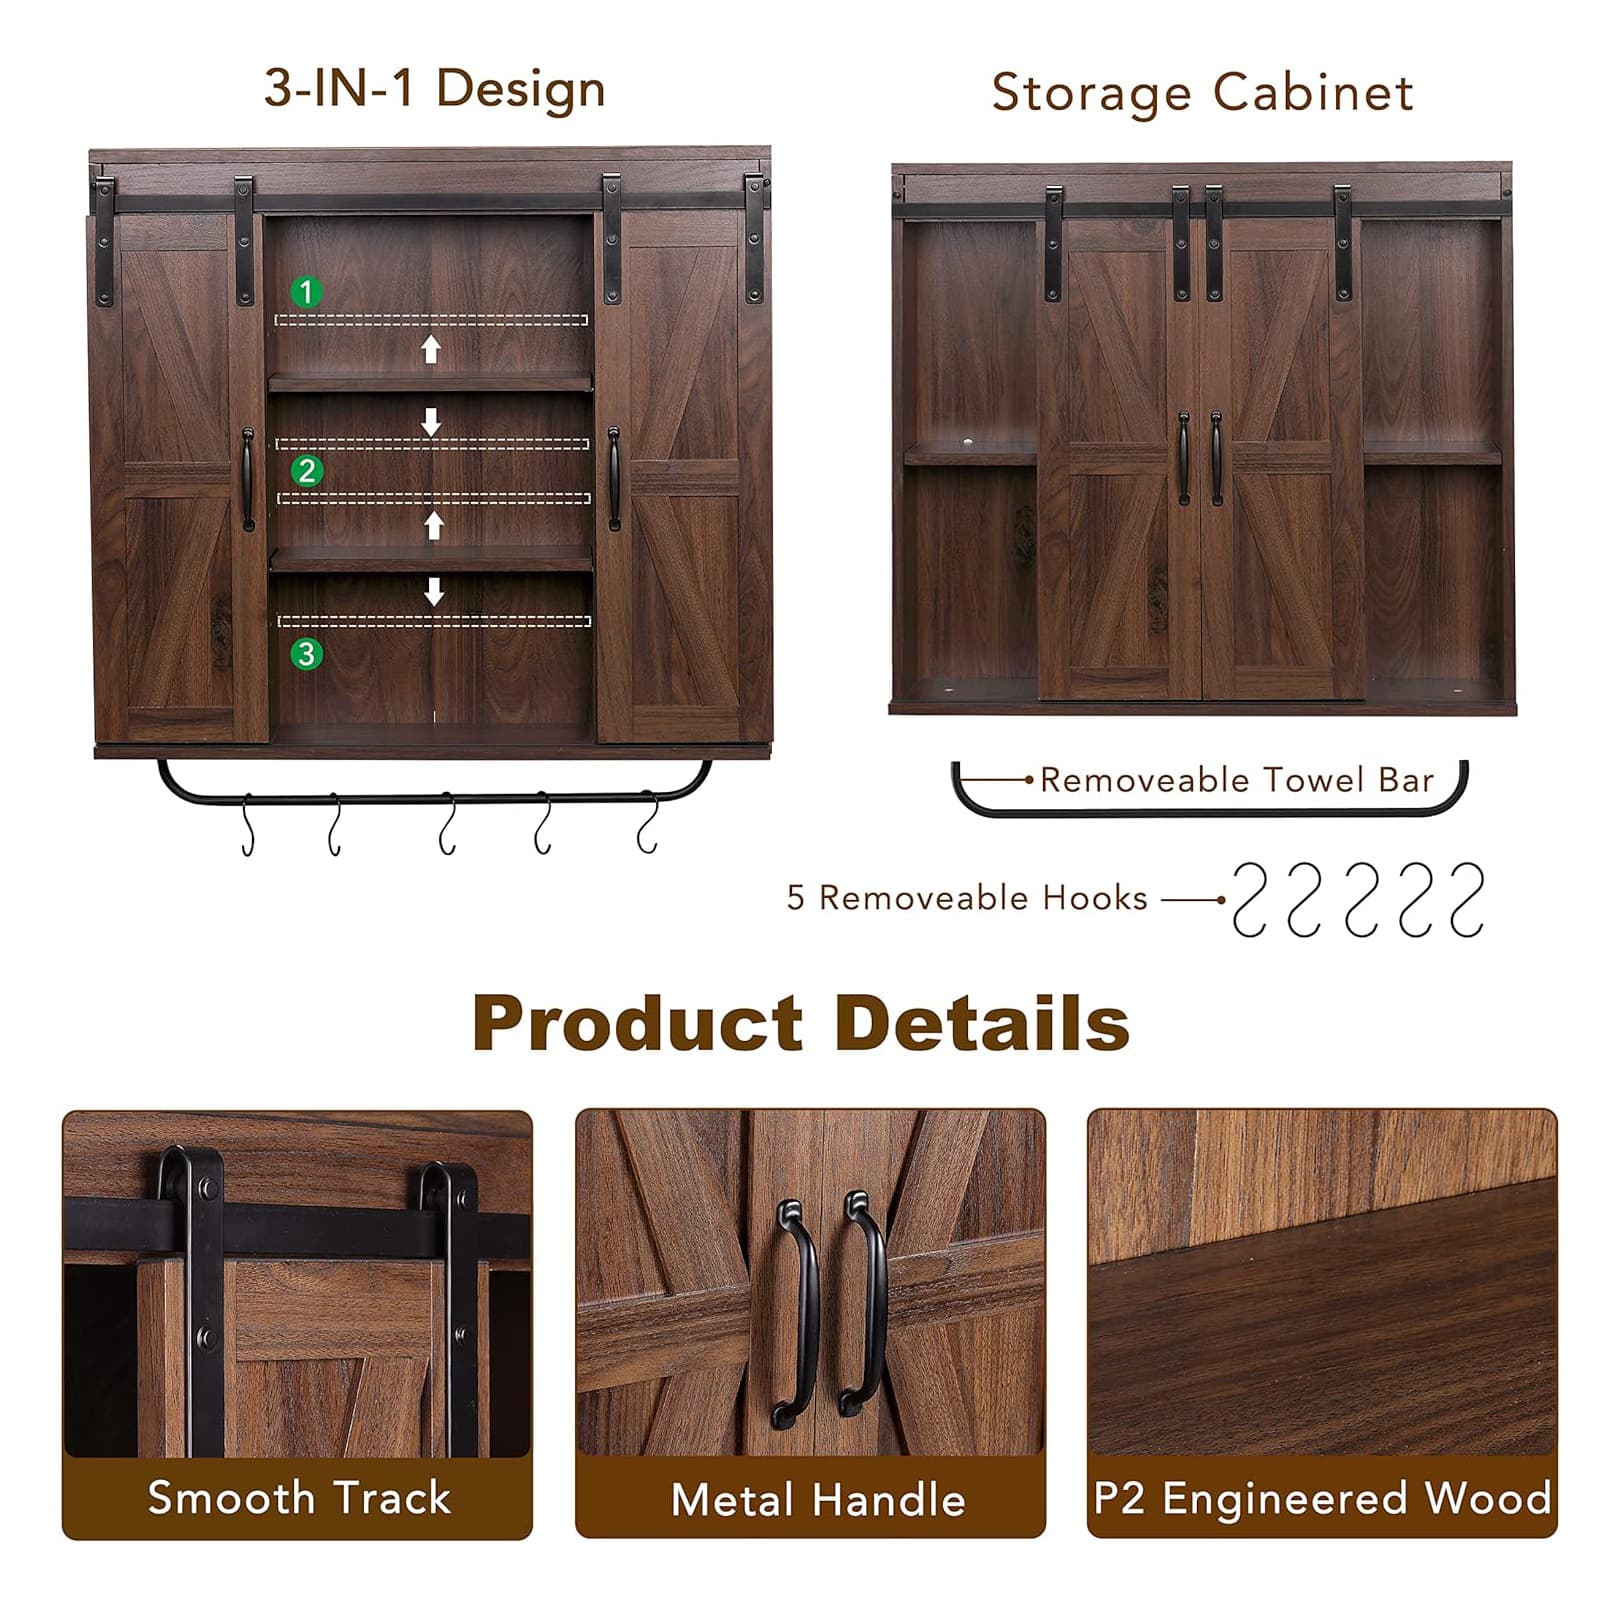 3-IN-1 Design
Storage Cabinet
1
2
3
Removeable Towel Bar
5 Removeable Hooks
Product Details
Smooth Track
Metal Handle
P2 Engineered Wood